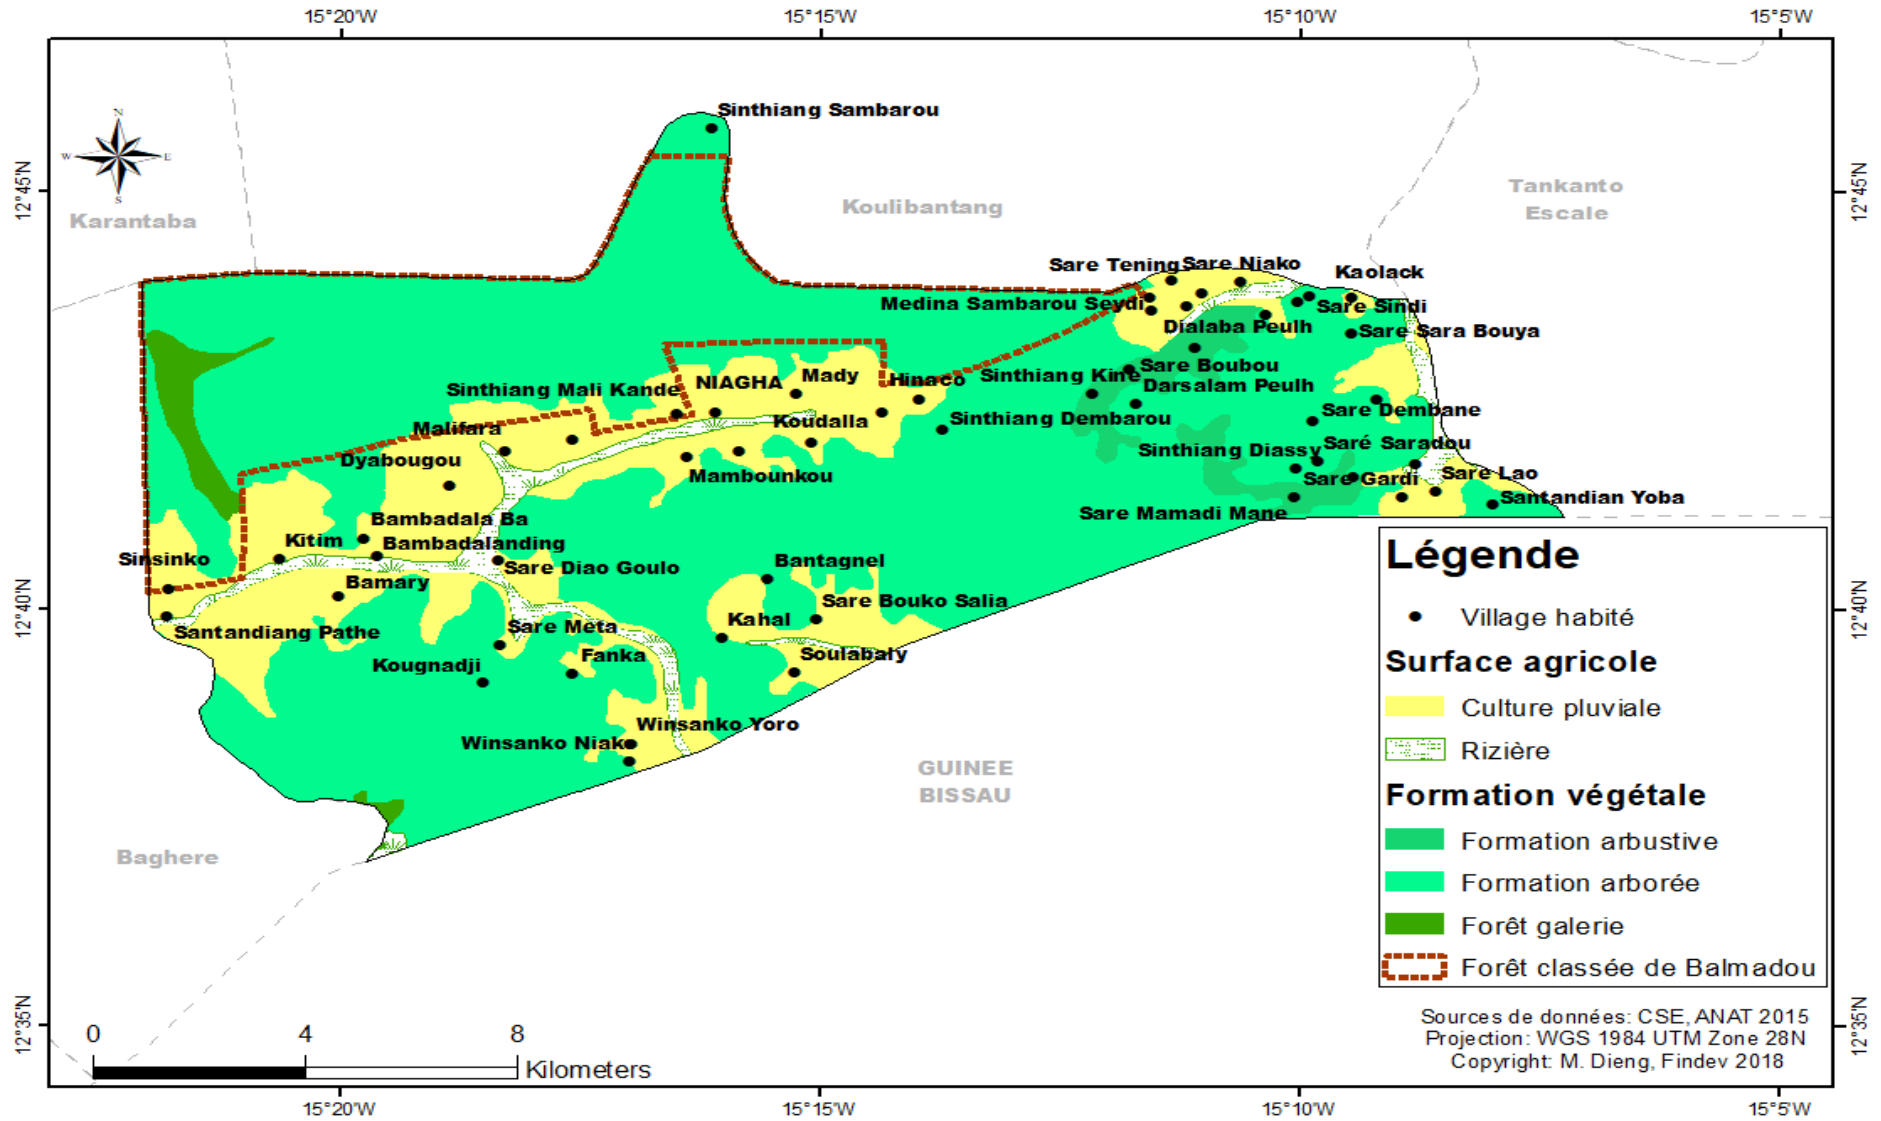 15°20'W
15°15'W
15°10'W
15°5'W
N
W
E
S
12°45'N
12°45'N
Sinthiang Sambarou
Karantaba
Koulibantang
Tankanto
Escale
Sare Tening
Sare Niako
Kaolack
Medina Sambarou Seydi
Sare Sindi
Dialaba Peulh
Sare Sara Bouya
Sare Boubou
Sinthiang Mali Kande
NIAGHA
Mady
Hinaco
Sinthiang Kine
Darsalam Peulh
Malifara
Koudalla
Sinthiang Dembarou
Sare Dembane
Dyabougou
Mambounkou
Sinthiang Diassy
Saré Saradou
Sare Gardi
Sare Lao
Santandian Yoba
Sare Mamadi Mane
Bambadala Ba
Kitim
Bambadalanding
Sinsinko
Sare Diao Goulo
Bantagnel
Bamary
Sare Bouko Salia
Santandiang Pathe
Sare Meta
Kahal
Kougnadji
Fanka
Soulabaly
Winsanko Yoro
Winsanko Niako
12°40'N
12°40'N
GUINEE
BISSAU
Baghere
Légende
Village habité
Surface agricole
Culture pluviale
Rizière
Formation végétale
Formation arbustive
Formation arborée
Forêt galerie
Forêt classée de Balmadou
Sources de données: CSE, ANAT 2015
Projection: WGS 1984 UTM Zone 28N
Copyright: M. Dieng, Findev 2018
12°35'N
12°35'N
0 4 8
Kilometers
15°20'W
15°15'W
15°10'W
15°5'W